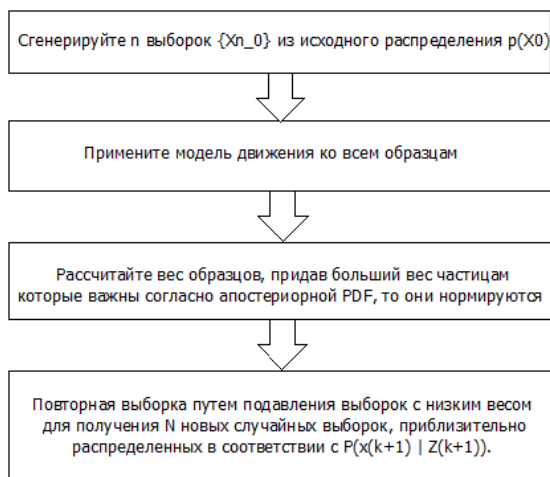 Сгенерируйте n выборок {Xn_0} из исходного распределения p(X0)
Примените модель движения ко всем образцам
Рассчитайте вес образцов, придав больший вес частицам
которые важны согласно апостериорной PDF, то они нормируются
Повторная выборка путем подавления выборок с низким весом
для получения N новых случайных выборок, приблизительно
распределенных в соответствии с P(x(k+1) | Z(k+1)).